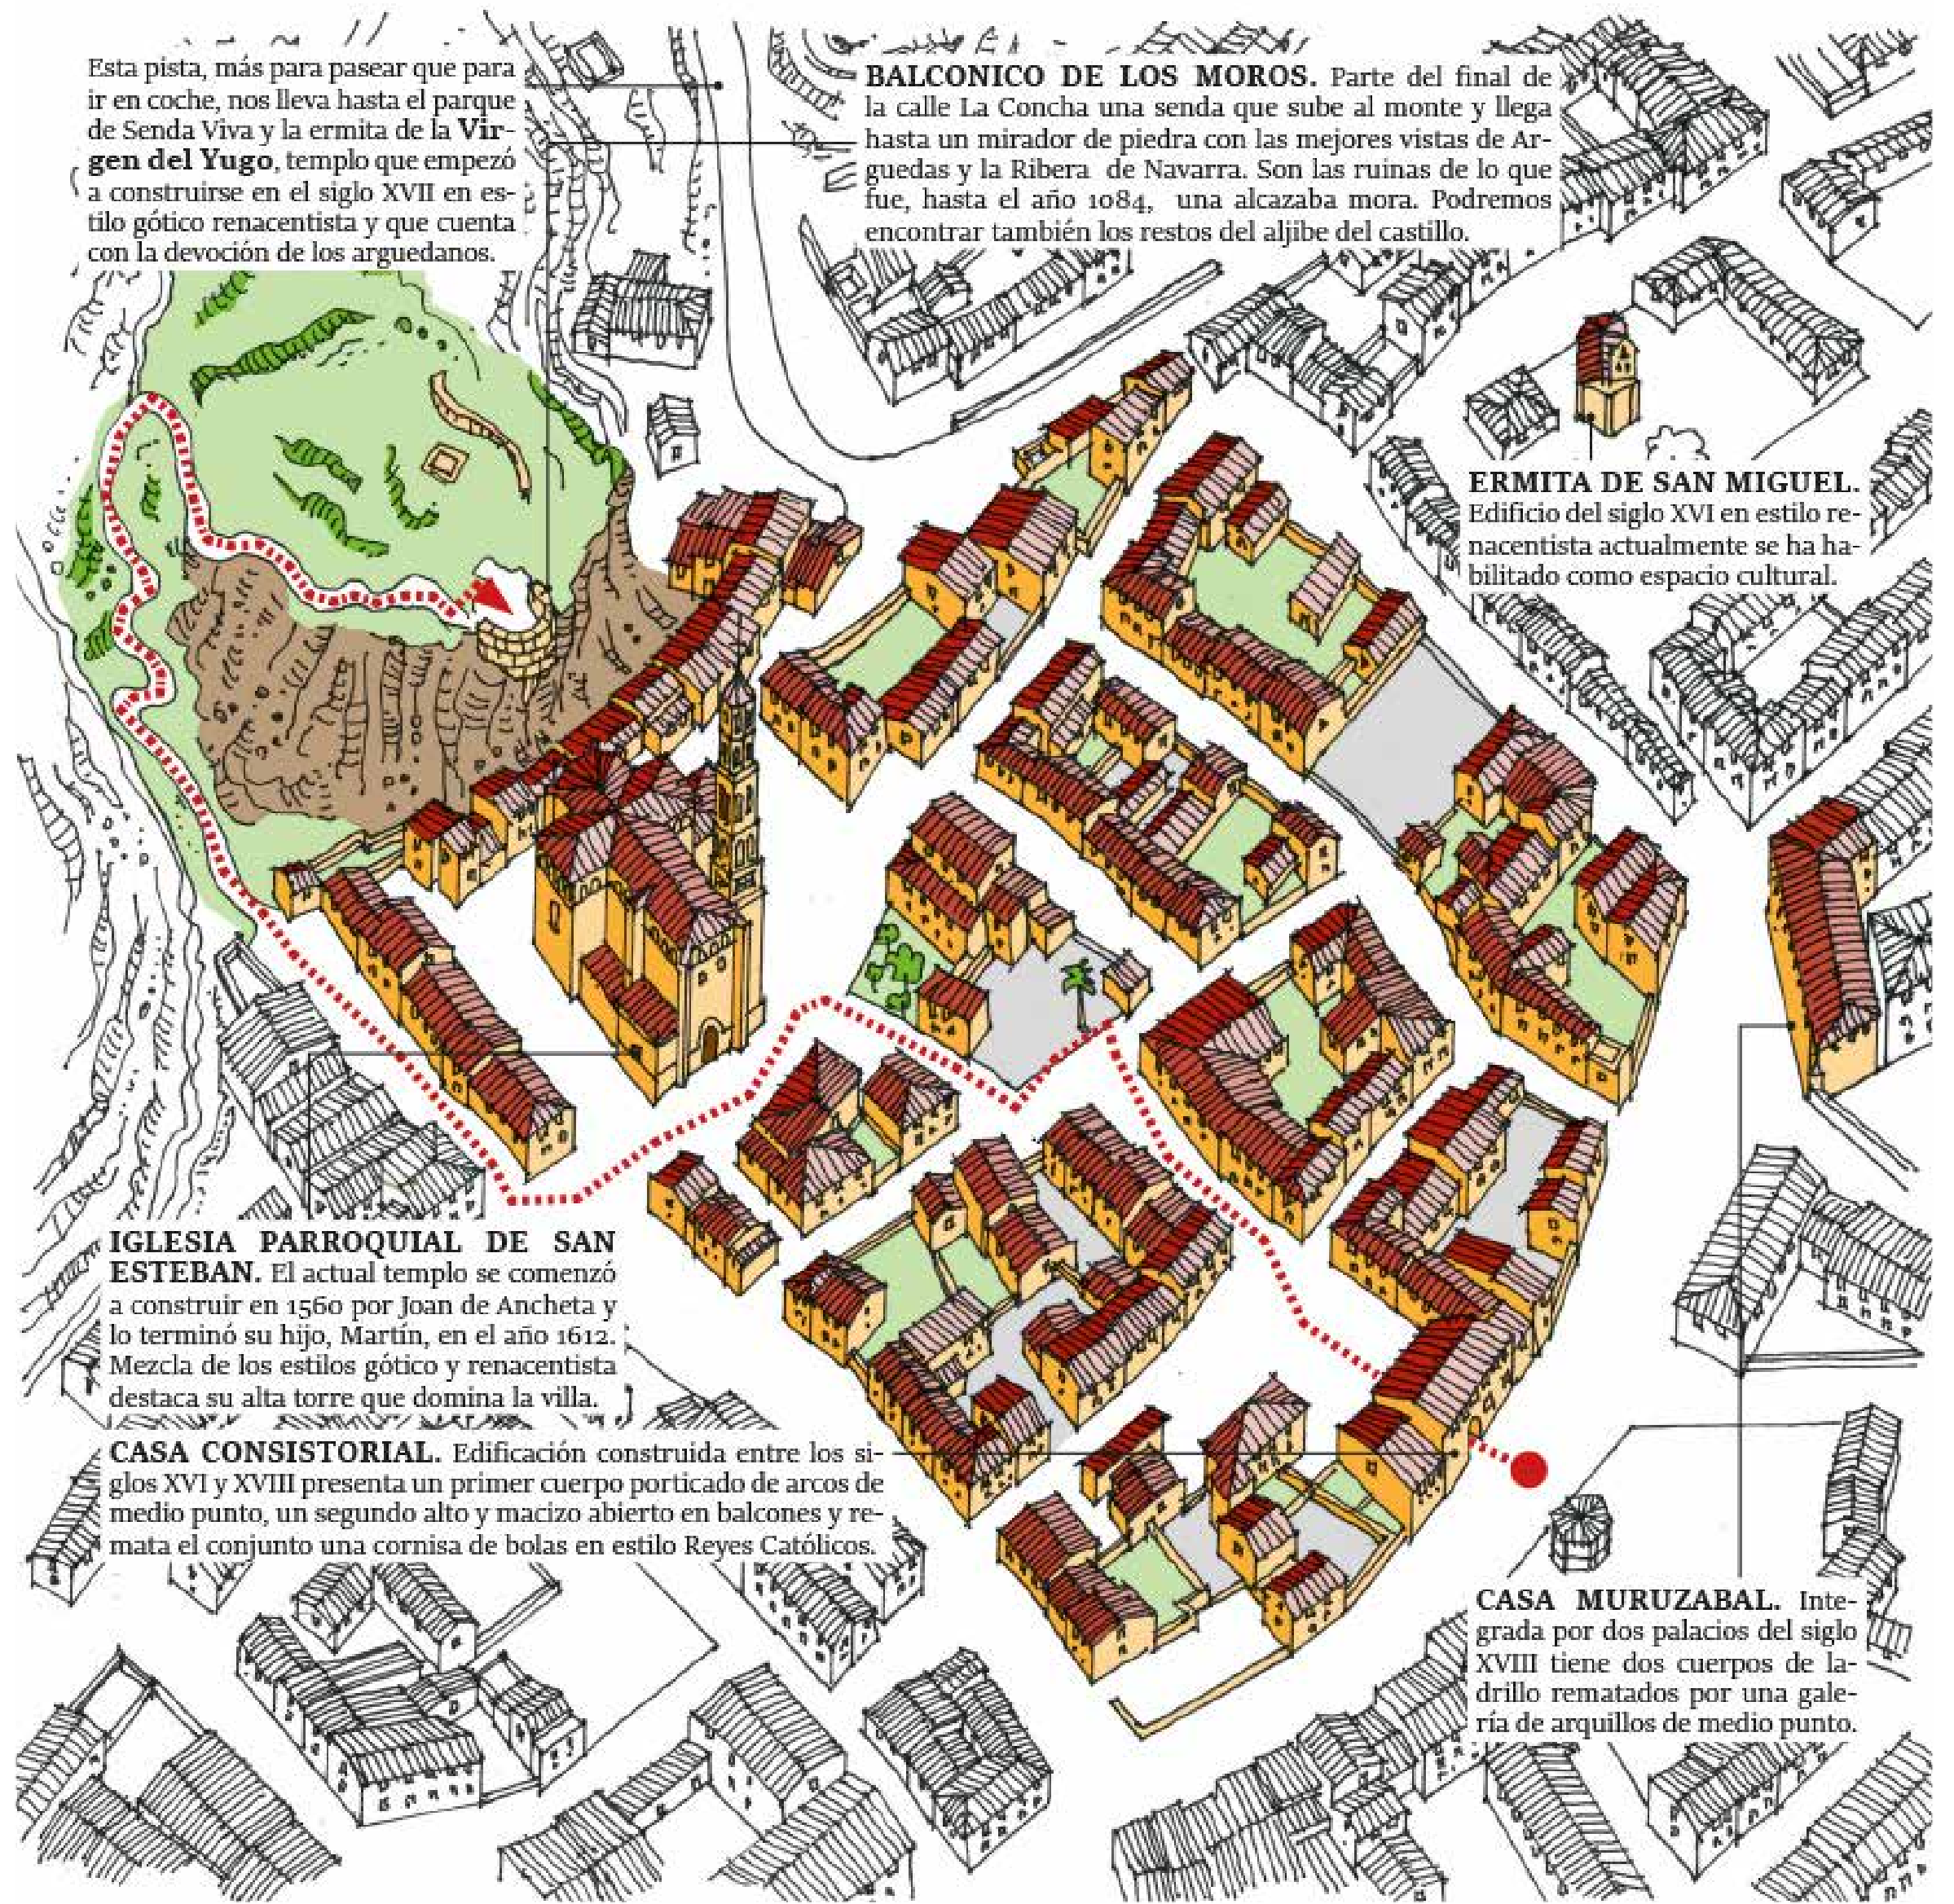 Esta pista, más para pasear que para
ir en coche, nos lleva hasta el parque
de Senda Viva y la ermita de la Vir-
gen del Yugo, templo que empezó
a construirse en el siglo XVII en es-
tilo gótico renacentista y que cuenta
con la devoción de los arguedanos.
BALCONICO DE LOS MOROS. Parte del final de
la calle La Concha una senda que sube al monte y llega
hasta un mirador de piedra con las mejores vistas de Ar-
guedas y la Ribera de Navarra. Son las ruinas de lo que
fue, hasta el año 1084, una alcazaba mora. Podremos
encontrar también los restos del aljibe del castillo.
ERMITA DE SAN MIGUEL.
Edificio del siglo XVI en estilo re-
nacentista actualmente se ha ha-
bilitado como espacio cultural.
IGLESIA PARROQUIAL DE SAN
ESTEBAN. El actual templo se comenzó
a construir en 1560 por Joan de Ancheta y
lo terminó su hijo, Martín, en el año 1612.
Mezcla de los estilos gótico y renacentista
destaca su alta torre que domina la villa.
CASA CONSISTORIAL. Edificación construida entre los si-
glos XVI y XVIII presenta un primer cuerpo porticado de arcos de
medio punto, un segundo alto y macizo abierto en balcones y re-
mata el conjunto una cornisa de bolas en estilo Reyes Católicos.
CASA MURUZABAL. Inte-
grada por dos palacios del siglo
XVIII tiene dos cuerpos de la-
drillo rematados por una gale-
ría de arquillos de medio punto.